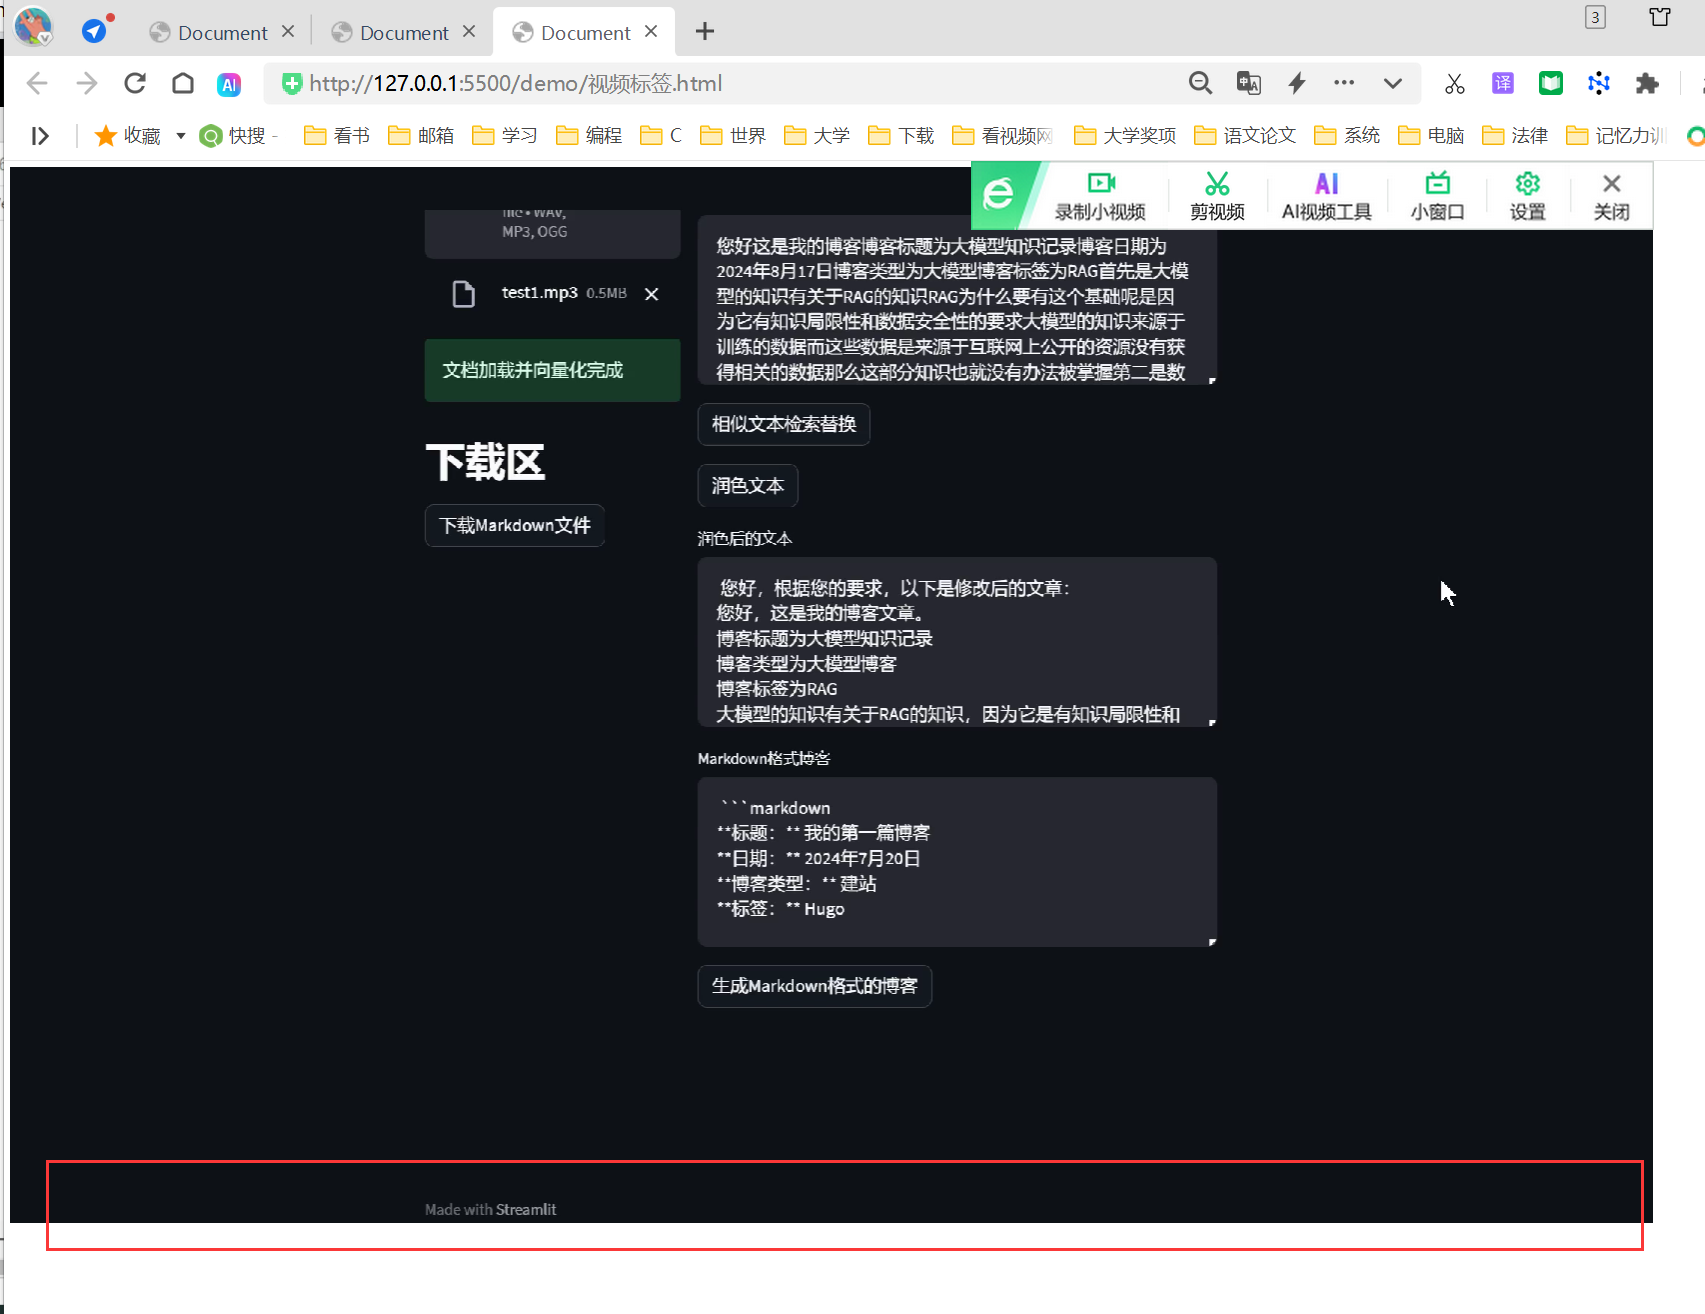 Document
Document
Document
3
http://127.0.0.1:5500/demo/视频标签.html
AI
译
收藏
快搜
看书
邮箱
学习
编程
C
世界
大学
下载
看视频网
大学奖项
语文论文
系统
电脑
法律
记忆力训
录制小视频
剪视频
AI
AI视频工具
小窗口
设置
关闭
file • WAV,
MP3, OGG
test1.mp3 0.5MB
文档加载并向量化完成
下载区
下载Markdown文件
您好这是我的博客博客标题为大模型知识记录博客日期为
2024年8月17日博客类型为大模型博客标签为RAG首先是大模
型的知识有关于RAG的知识RAG为什么要有这个基础呢是因
为它有知识局限性和数据安全性的要求大模型的知识来源于
训练的数据而这些数据是来源于互联网上公开的资源没有获
得相关的数据那么这部分知识也就没有办法被掌握第二是数
相似文本检索替换
润色文本
润色后的文本
您好，根据您的要求，以下是修改后的文章：
您好，这是我的博客文章。
博客标题为大模型知识记录
博客类型为大模型博客
博客标签为RAG
大模型的知识有关于RAG的知识，因为它是有知识局限性和
Markdown格式博客
```markdown
**标题：** 我的第一篇博客
**日期：** 2024年7月20日
**博客类型：** 建站
**标签：** Hugo
生成Markdown格式的博客
Made with Streamlit